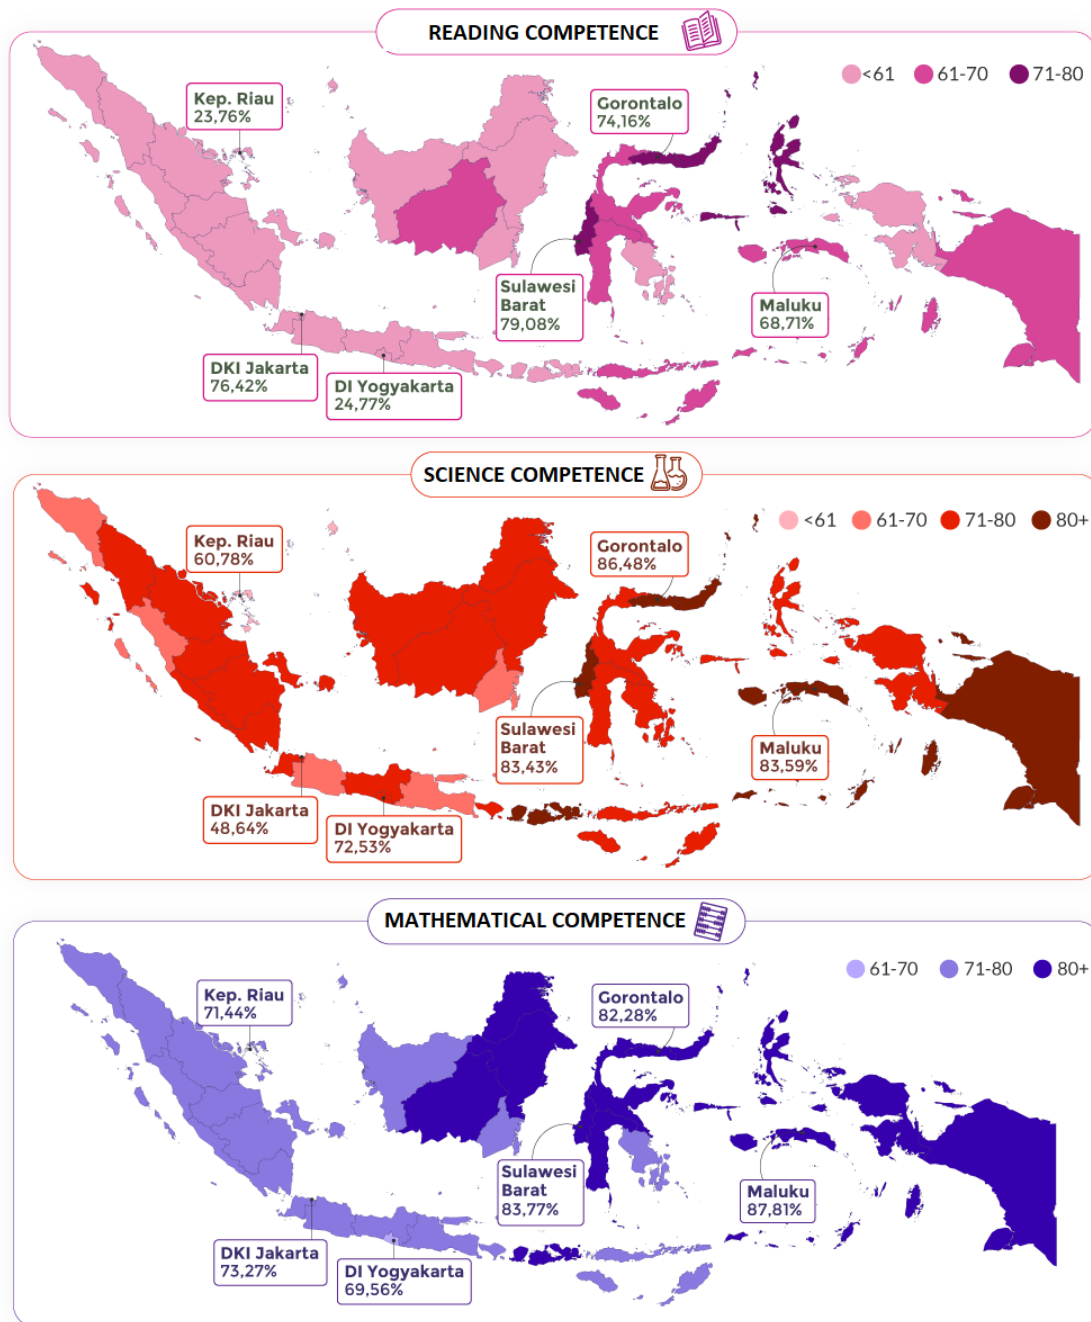 READING COMPETENCE
<61 61-70 71-80
Kep. Riau
23,76%
Gorontalo
74,16%
Sulawesi
Barat
79,08%
Maluku
68,71%
DKI Jakarta
76,42%
DI Yogyakarta
24,77%
SCIENCE COMPETENCE
<61 61-70 71-80 80+
Kep. Riau
60,78%
Gorontalo
86,48%
Sulawesi
Barat
83,43%
Maluku
83,59%
DKI Jakarta
48,64%
DI Yogyakarta
72,53%
MATHEMATICAL COMPETENCE
61-70 71-80 80+
Kep. Riau
71,44%
Gorontalo
82,28%
Sulawesi
Barat
83,77%
Maluku
87,81%
DKI Jakarta
73,27%
DI Yogyakarta
69,56%